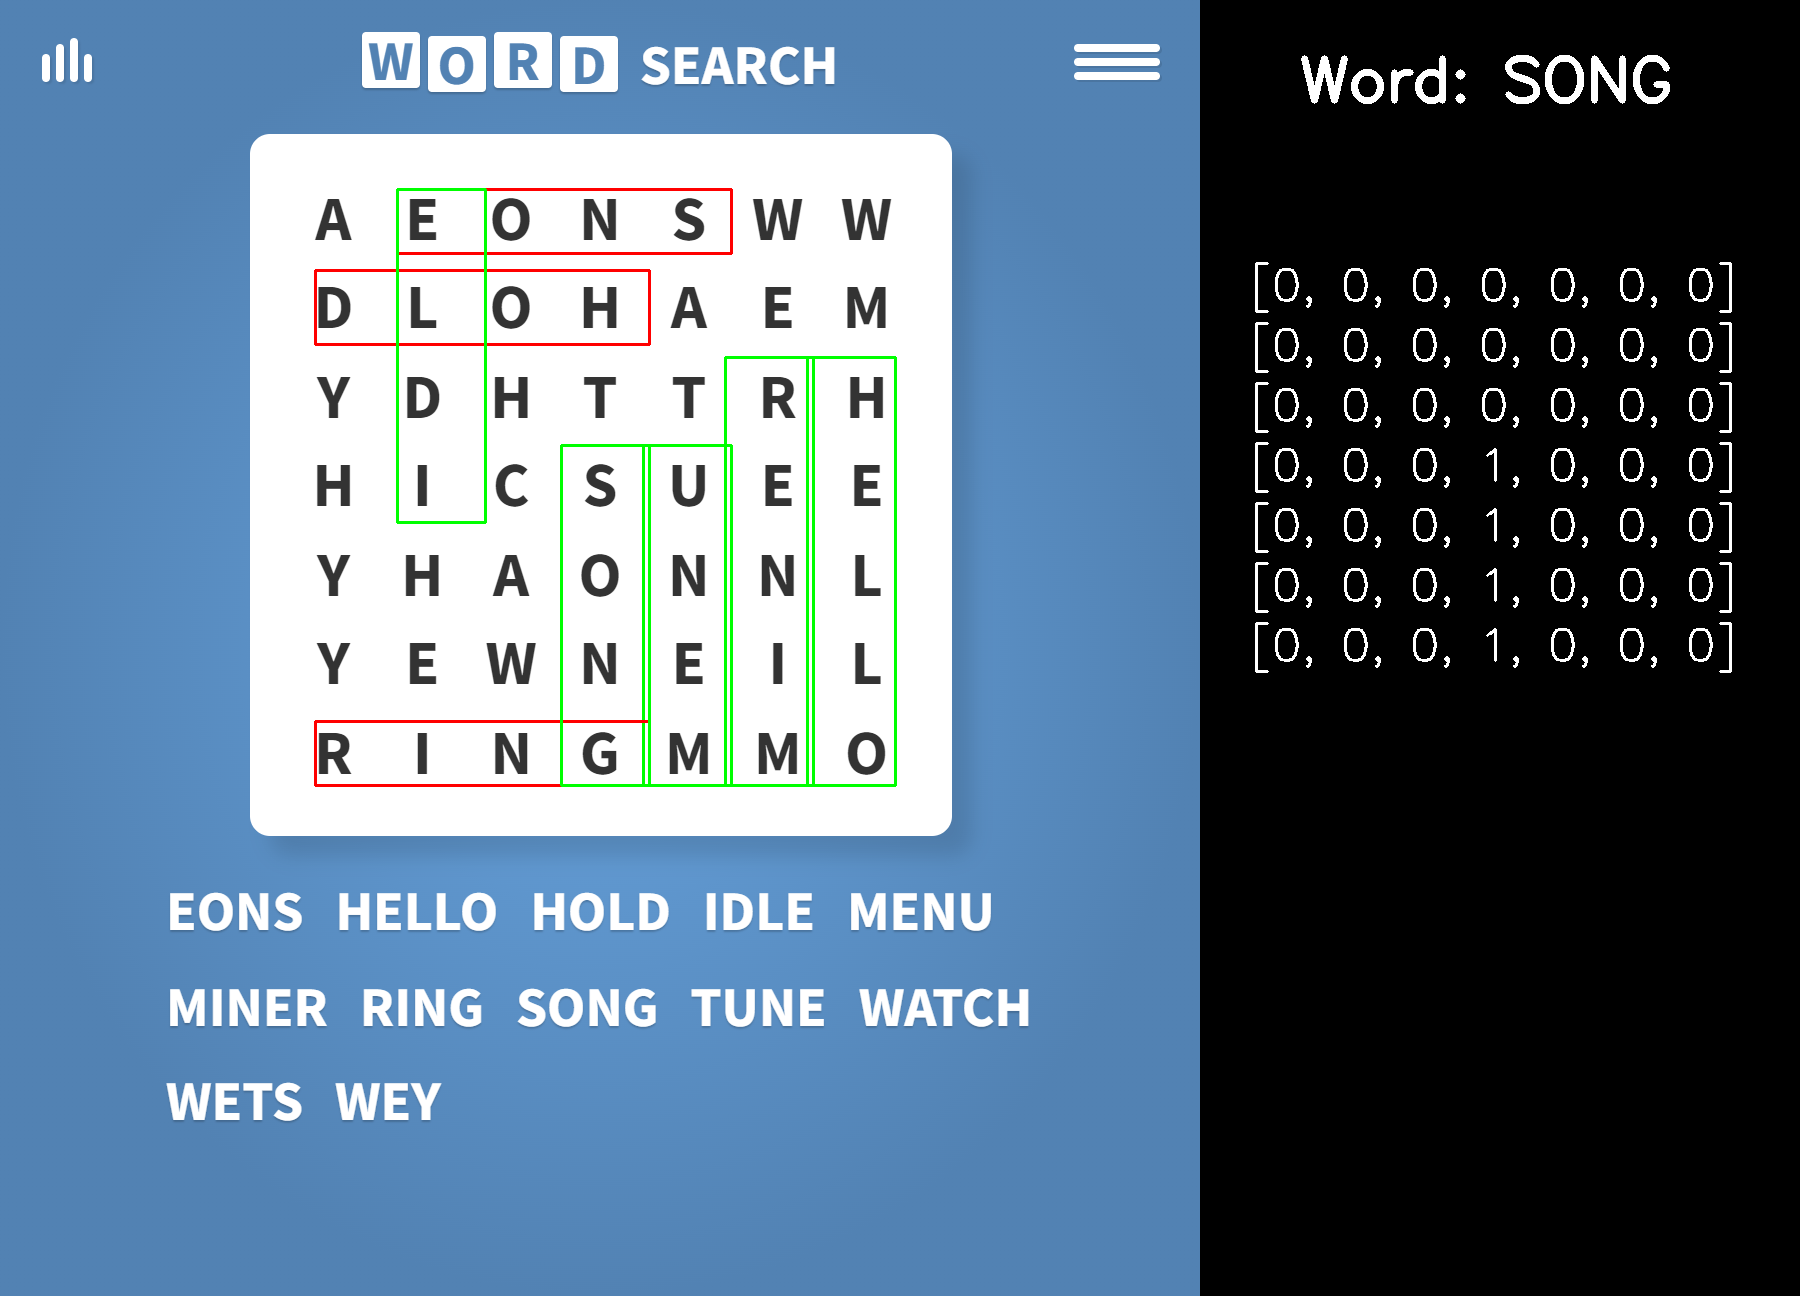 WORD SEARCH
Word: SONG
A E O N S W W
D L O H A E M
Y D H T T R H
H I C S U E E
Y H A O N N L
Y E W N E I L
R I N G M M O
[0, 0, 0, 0, 0, 0, 0]
[0, 0, 0, 0, 0, 0, 0]
[0, 0, 0, 0, 0, 0, 0]
[0, 0, 0, 1, 0, 0, 0]
[0, 0, 0, 1, 0, 0, 0]
[0, 0, 0, 1, 0, 0, 0]
[0, 0, 0, 1, 0, 0, 0]
EONS HELLO HOLD IDLE MENU
MINER RING SONG TUNE WATCH
WETS WEY